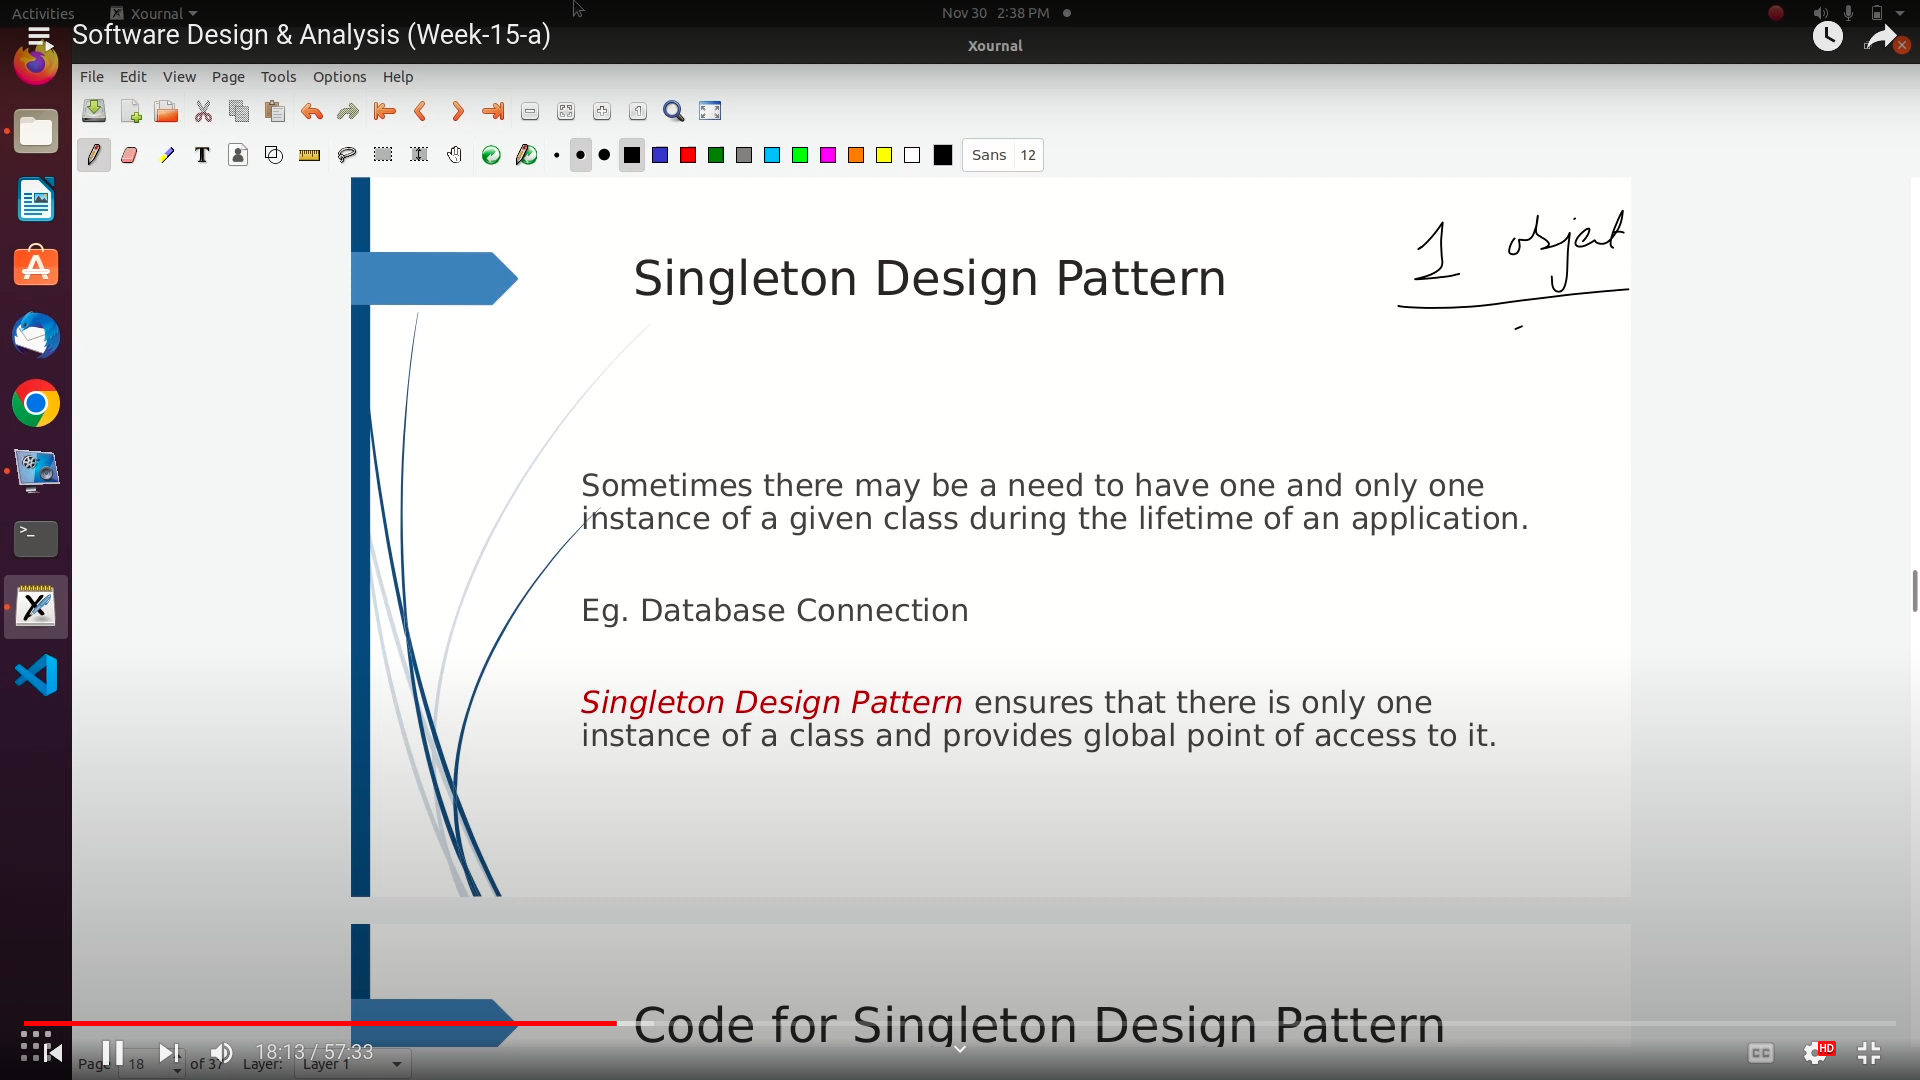 Activities Xournal Nov 30 2:38 PM
Software Design & Analysis (Week-15-a)
Xournal
File Edit View Page Tools Options Help
T Sans 12
1 object
Singleton Design Pattern
Sometimes there may be a need to have one and only one
instance of a given class during the lifetime of an application.
Eg. Database Connection
Singleton Design Pattern ensures that there is only one
instance of a class and provides global point of access to it.
Code for Singleton Design Pattern
18:13 / 57:33
CC HD
Page 18 of 37 Layer: Layer 1